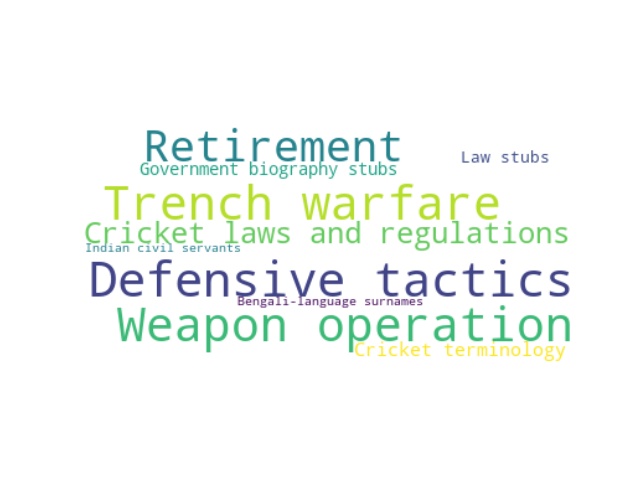 Retirement
Law stubs
Government biography stubs
Trench warfare
Cricket laws and regulations
Indian civil servants
Defensive tactics
Bengali-language surnames
Weapon operation
Cricket terminology